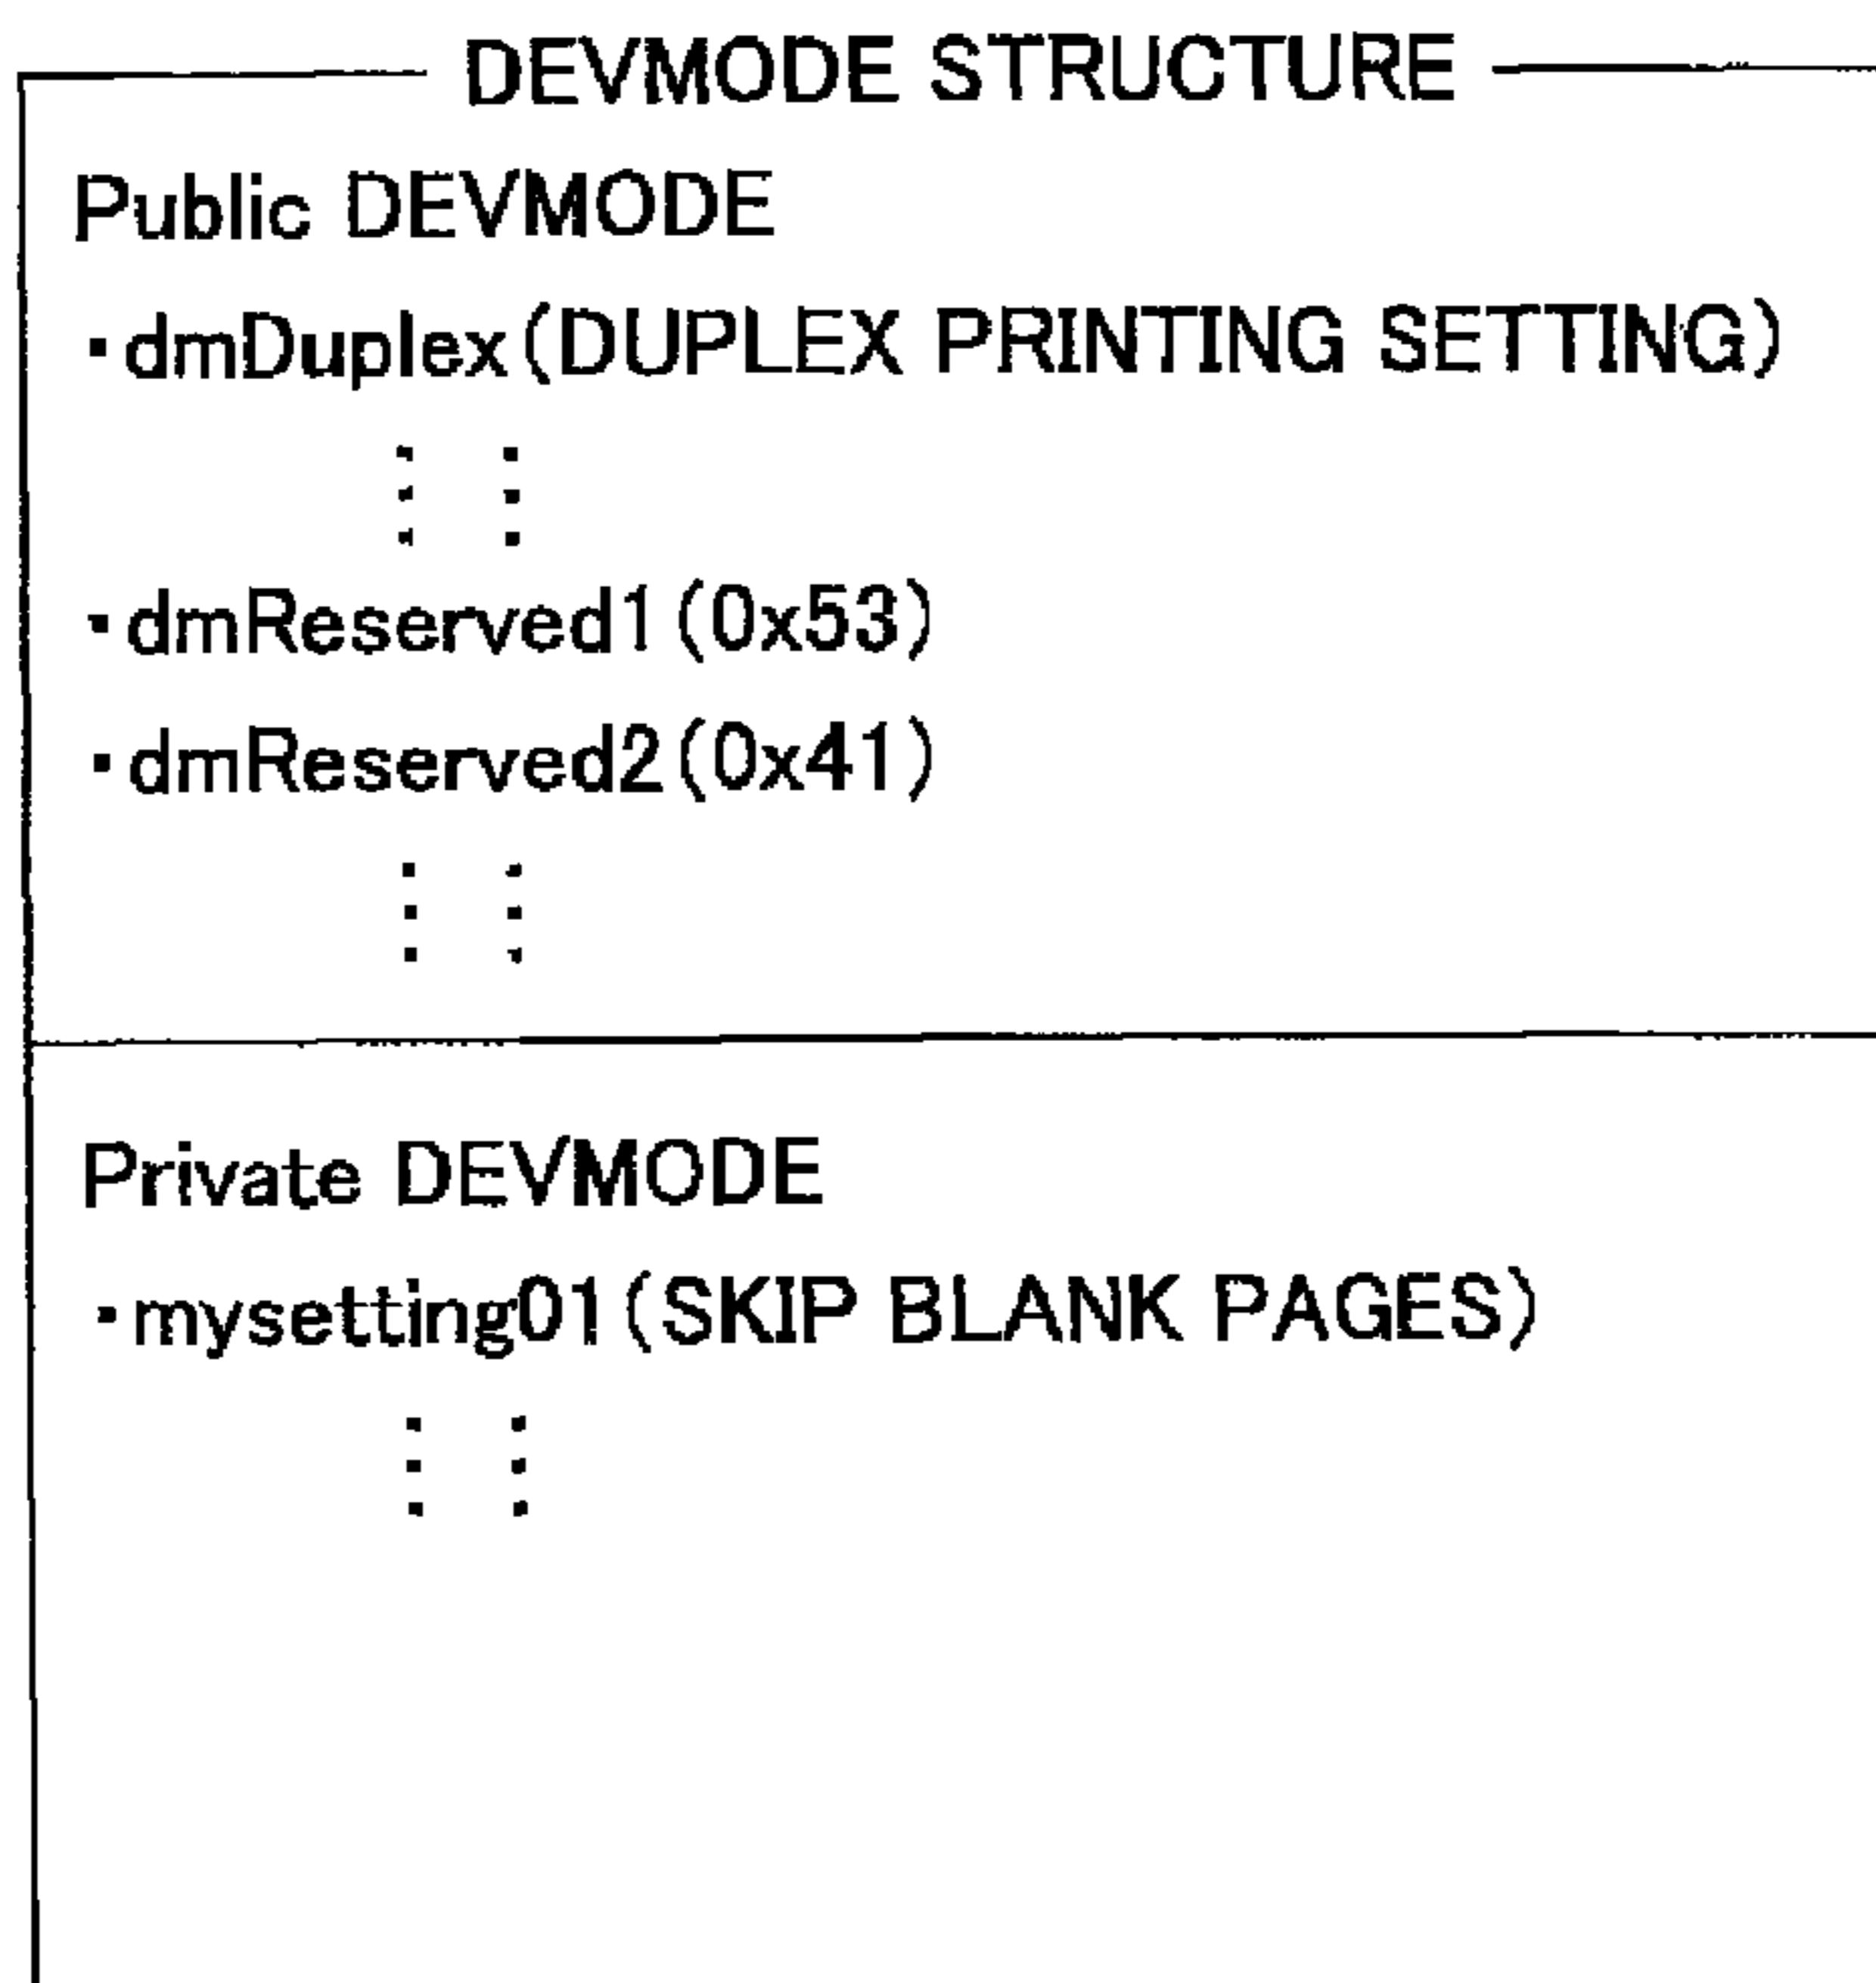 DEVMODE STRUCTURE
Public DEVMODE
・dmDuplex(DUPLEX PRINTING SETTING)
・dmReserved1(0x53)
・dmReserved2(0x41)
Private DEVMODE
・mysetting01(SKIP BLANK PAGES)